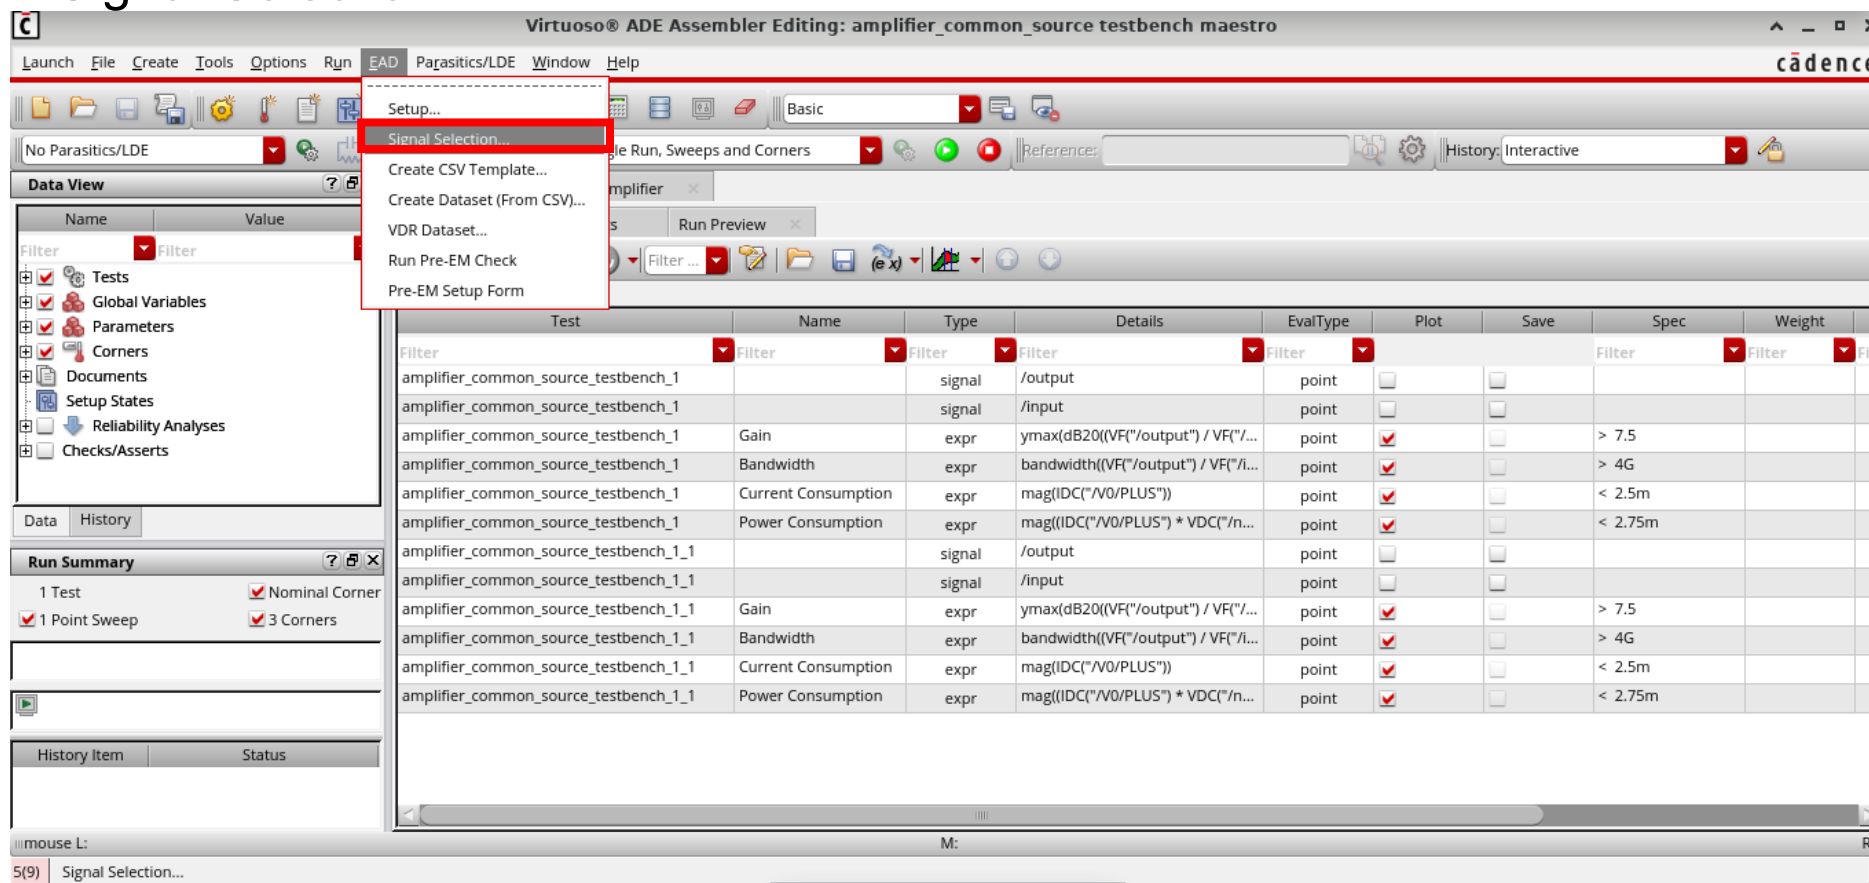 Virtuoso® ADE Assembler Editing: amplifier_common_source testbench maestro
Launch File Create Tools Options Run EAD Parasitics/LDE Window Help
cādence
Setup...
Signal Selection...
Create CSV Template...
Create Dataset (From CSV)...
VDR Dataset...
Run Pre-EM Check
Pre-EM Setup Form
Basic
No Parasitics/LDE
le Run, Sweeps and Corners
Reference:
History: Interactive
Data View
mplifier
Name Value
s Run Preview
Filter Filter
Filter ...
(e x)
Tests
Global Variables
Parameters
Corners
Documents
Setup States
Reliability Analyses
Checks/Asserts
Data History
Run Summary
1 Test Nominal Corner
1 Point Sweep 3 Corners
History Item Status
Test Name Type Details EvalType Plot Save Spec Weight
Filter Filter Filter Filter Filter Filter Filter Fi
amplifier_common_source_testbench_1 signal /output point
amplifier_common_source_testbench_1 signal /input point
amplifier_common_source_testbench_1 Gain expr ymax(dB20((VF("/output") / VF("/... point > 7.5
amplifier_common_source_testbench_1 Bandwidth expr bandwidth((VF("/output") / VF("/i... point > 4G
amplifier_common_source_testbench_1 Current Consumption expr mag(IDC("/V0/PLUS")) point < 2.5m
amplifier_common_source_testbench_1 Power Consumption expr mag((IDC("/V0/PLUS") * VDC("/n... point < 2.75m
amplifier_common_source_testbench_1_1 signal /output point
amplifier_common_source_testbench_1_1 signal /input point
amplifier_common_source_testbench_1_1 Gain expr ymax(dB20((VF("/output") / VF("/... point > 7.5
amplifier_common_source_testbench_1_1 Bandwidth expr bandwidth((VF("/output") / VF("/i... point > 4G
amplifier_common_source_testbench_1_1 Current Consumption expr mag(IDC("/V0/PLUS")) point < 2.5m
amplifier_common_source_testbench_1_1 Power Consumption expr mag((IDC("/V0/PLUS") * VDC("/n... point < 2.75m
mouse L: M: R
5(9) Signal Selection...